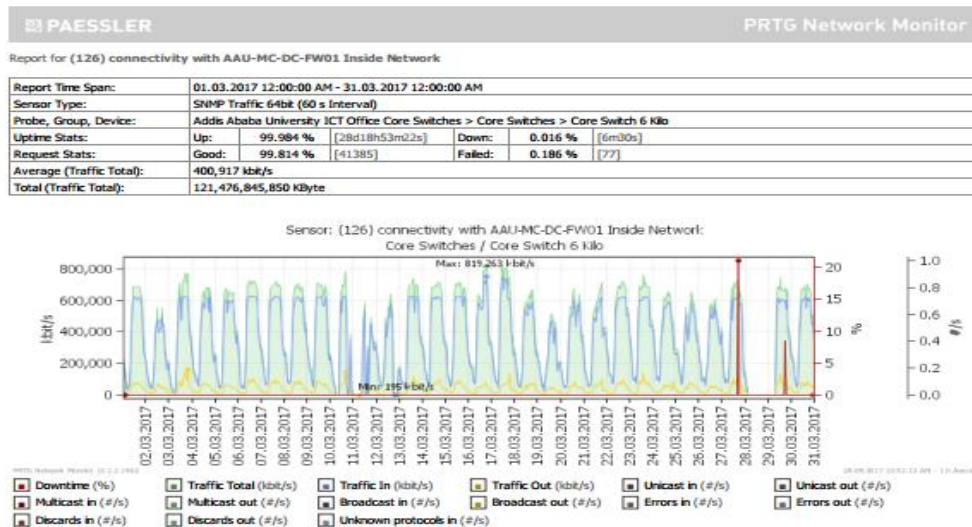 PAESSLER
PRTG Network Monitor
Report for (126) connectivity with AAU-MC-DC-FW01 Inside Network
Report Time Span: 01.03.2017 12:00:00 AM - 31.03.2017 12:00:00 AM
Sensor Type: SNMP Traffic 64bit (60 s Interval)
Probe, Group, Device: Addis Ababa University ICT Office Core Switches > Core Switches > Core Switch 6 Kilo
Uptime Stats: Up: 99.984 % [28d18h53m22s] Down: 0.016 % [6m30s]
Request Stats: Good: 99.814 % [41385] Failed: 0.186 % [77]
Average (Traffic Total): 400,917 kbit/s
Total (Traffic Total): 121,476,845,850 KByte
Sensor: (126) connectivity with AAU-MC-DC-FW01 Inside Network:
Core Switches / Core Switch 6 Kilo
Max: 819,263 kbit/s
800,000 20 1.0
600,000 15 0.8
400,000 10 0.6
200,000 5 0.4
0 0 0.2
0.0
kbit/s % #/s
Min: 195 kbit/s
02.03.2017 03.03.2017 04.03.2017 05.03.2017 06.03.2017 07.03.2017 08.03.2017 09.03.2017 10.03.2017 11.03.2017 12.03.2017 13.03.2017 14.03.2017 15.03.2017 16.03.2017 17.03.2017 18.03.2017 19.03.2017 20.03.2017 21.03.2017 22.03.2017 23.03.2017 24.03.2017 25.03.2017 26.03.2017 27.03.2017 28.03.2017 29.03.2017 30.03.2017 31.03.2017
PRTG Network Monitor
Downtime (%) Traffic Total (kbit/s) Traffic In (kbit/s) Traffic Out (kbit/s) Unicast in (#/s) Unicast out (#/s)
Multicast in (#/s) Multicast out (#/s) Broadcast in (#/s) Broadcast out (#/s) Errors in (#/s) Errors out (#/s)
Discards in (#/s) Discards out (#/s) Unknown protocols in (#/s)